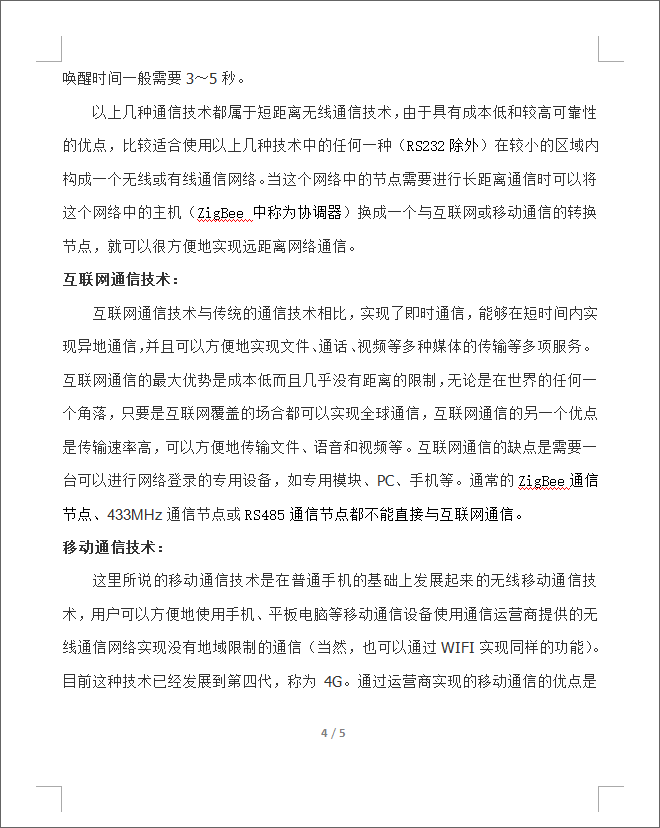 唤醒时间一般需要 3～5 秒。
以上几种通信技术都属于短距离无线通信技术，由于具有成本低和较高可靠性
的优点，比较适合使用以上几种技术中的任何一种（RS232 除外）在较小的区域内
构成一个无线或有线通信网络。当这个网络中的节点需要进行长距离通信时可以将
这个网络中的主机（ZigBee 中称为协调器）换成一个与互联网或移动通信的转换
节点，就可以很方便地实现远距离网络通信。
互联网通信技术：
互联网通信技术与传统的通信技术相比，实现了即时通信，能够在短时间内实
现异地通信，并且可以方便地实现文件、通话、视频等多种媒体的传输等多项服务。
互联网通信的最大优势是成本低而且几乎没有距离的限制，无论是在世界的任何一
个角落，只要是互联网覆盖的场合都可以实现全球通信，互联网通信的另一个优点
是传输速率高，可以方便地传输文件、语音和视频等。互联网通信的缺点是需要一
台可以进行网络登录的专用设备，如专用模块、PC、手机等。通常的 ZigBee 通信
节点、433MHz 通信节点或 RS485 通信节点都不能直接与互联网通信。
移动通信技术：
这里所说的移动通信技术是在普通手机的基础上发展起来的无线移动通信技
术，用户可以方便地使用手机、平板电脑等移动通信设备使用通信运营商提供的无
线通信网络实现没有地域限制的通信（当然，也可以通过 WIFI 实现同样的功能）。
目前这种技术已经发展到第四代，称为 4G。通过运营商实现的移动通信的优点是
4 / 5